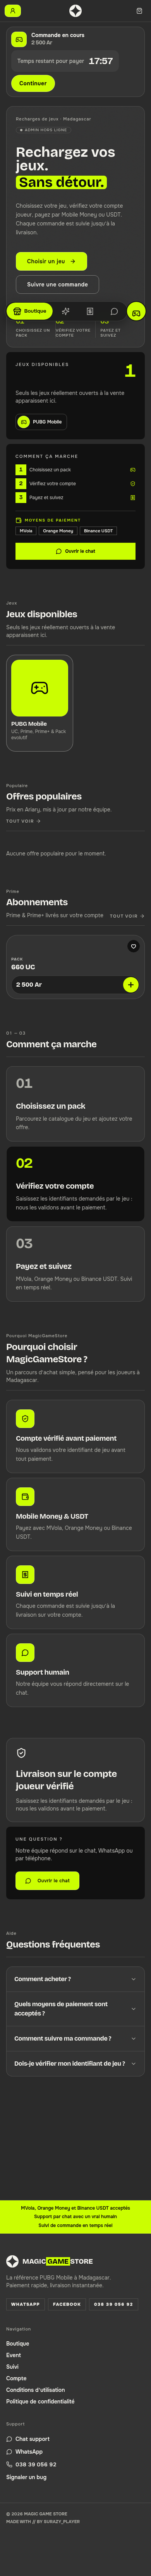 Commande en cours
2 500 Ar
Temps restant pour payer 17:57
Continuer
Recharges de jeux · Madagascar
ADMIN HORS LIGNE
Rechargez vos
jeux.
Sans détour.
Choisissez votre jeu, vérifiez votre compte
joueur, payez par Mobile Money ou USDT.
Chaque commande est suivie jusqu'à la
livraison.
Choisir un jeu →
Suivre une commande
Boutique
01 02 03
CHOISISSEZ UN
PACK
VÉRIFIEZ VOTRE
COMPTE
PAYEZ ET
SUIVEZ
JEUX DISPONIBLES
1
Seuls les jeux réellement ouverts à la vente
apparaissent ici.
PUBG Mobile
COMMENT ÇA MARCHE
1 Choisissez un pack
2 Vérifiez votre compte
3 Payez et suivez
MOYENS DE PAIEMENT
MVola Orange Money Binance USDT
Ouvrir le chat
Jeux
Jeux disponibles
Seuls les jeux réellement ouverts à la vente
apparaissent ici.
PUBG Mobile
UC, Prime, Prime+ & Pack
évolutif
Populaire
Offres populaires
Prix en Ariary, mis à jour par notre équipe.
TOUT VOIR →
Aucune offre populaire pour le moment.
Prime
Abonnements
Prime & Prime+ livrés sur votre compte
TOUT VOIR →
PACK
660 UC
2 500 Ar
01 — 03
Comment ça marche
01
Choisissez un pack
Parcourez le catalogue du jeu et ajoutez votre
offre.
02
Vérifiez votre compte
Saisissez les identifiants demandés par le jeu :
nous les validons avant le paiement.
03
Payez et suivez
MVola, Orange Money ou Binance USDT. Suivi
en temps réel.
Pourquoi MagicGameStore
Pourquoi choisir
MagicGameStore ?
Un parcours d'achat simple, pensé pour les joueurs à
Madagascar.
Compte vérifié avant paiement
Nous validons votre identifiant de jeu avant
tout paiement.
Mobile Money & USDT
Payez avec MVola, Orange Money ou Binance
USDT.
Suivi en temps réel
Chaque commande est suivie jusqu'à la
livraison sur votre compte.
Support humain
Notre équipe vous répond directement sur le
chat.
Livraison sur le compte
joueur vérifié
Saisissez les identifiants demandés par le jeu :
nous les validons avant le paiement.
UNE QUESTION ?
Notre équipe répond sur le chat, WhatsApp ou
par téléphone.
Ouvrir le chat
Aide
Questions fréquentes
Comment acheter ?
Quels moyens de paiement sont
acceptés ?
Comment suivre ma commande ?
Dois-je vérifier mon identifiant de jeu ?
MVola, Orange Money et Binance USDT acceptés
Support par chat avec un vrai humain
Suivi de commande en temps réel
MAGICGAMESTORE
La référence PUBG Mobile à Madagascar.
Paiement rapide, livraison instantanée.
WHATSAPP FACEBOOK 038 39 056 92
Navigation
Boutique
Event
Suivi
Compte
Conditions d'utilisation
Politique de confidentialité
Support
Chat support
WhatsApp
038 39 056 92
Signaler un bug
© 2026 MAGIC GAME STORE
MADE WITH // BY SURAZY_PLAYER